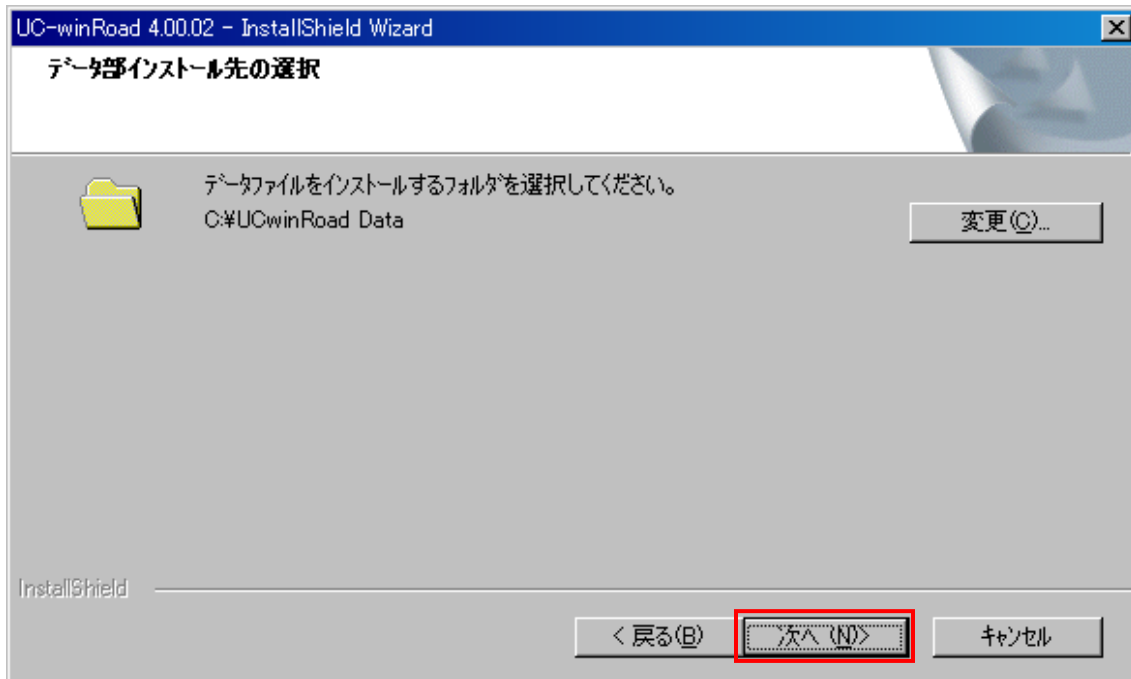 UC-winRoad 4.00.02 - InstallShield Wizard
ﾃﾞｰﾀ部ｲﾝｽﾄｰﾙ先の選択
ﾃﾞｰﾀﾌｧｲﾙをｲﾝｽﾄｰﾙするﾌｫﾙﾀﾞを選択してください。
C:¥UCwinRoad Data
変更(C)...
InstallShield
< 戻る(B)
次へ (N)>
ｷｬﾝｾﾙ